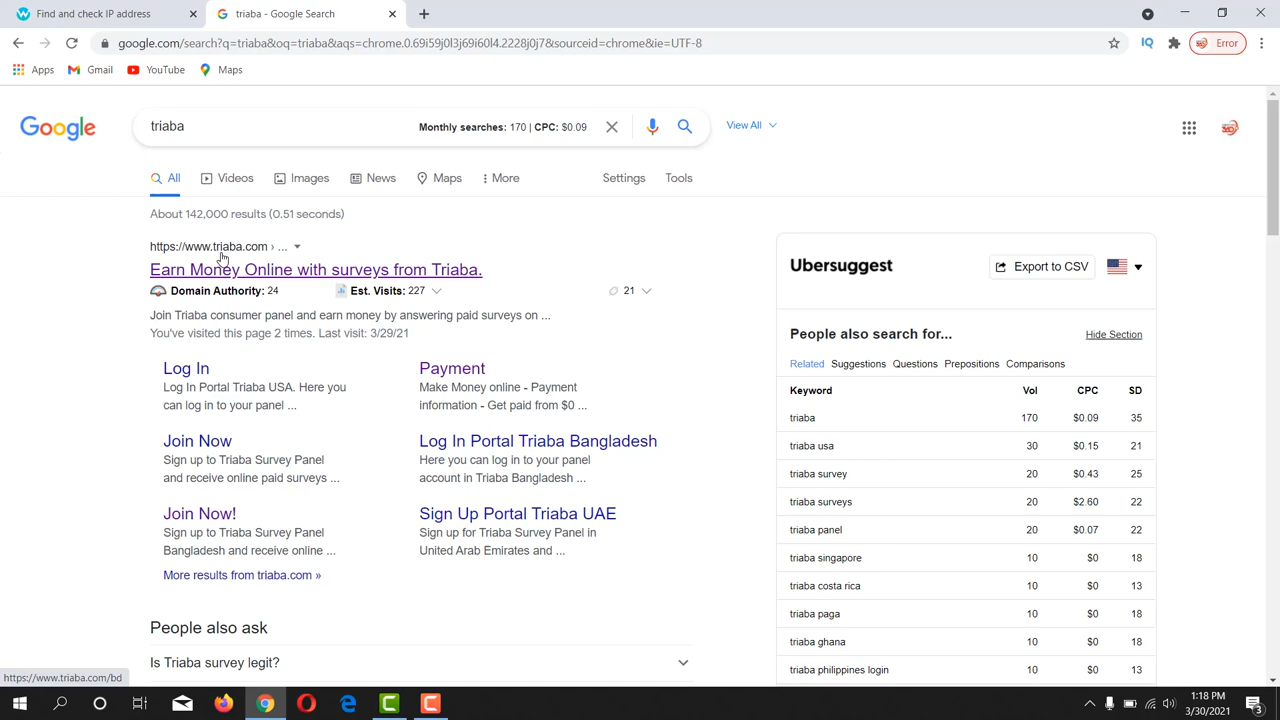 Find and check IP address
triaba - Google Search
google.com/search?q=triaba&oq=triaba&aqs=chrome.0.69i59j0l3j69i60l4.2228j0j7&sourceid=chrome&ie=UTF-8
IQ
Error
Apps
Gmail
YouTube
Maps
Google
triaba
Monthly searches: 170 | CPC: $0.09
View All
All
Videos
Images
News
Maps
More
Settings
Tools
About 142,000 results (0.51 seconds)
https://www.triaba.com › ...
Earn Money Online with surveys from Triaba.
Domain Authority: 24
Est. Visits: 227
21
Join Triaba consumer panel and earn money by answering paid surveys on ...
You've visited this page 2 times. Last visit: 3/29/21
Log In
Log In Portal Triaba USA. Here you
can log in to your panel ...
Payment
Make Money online - Payment
information - Get paid from $0 ...
Join Now
Sign up to Triaba Survey Panel
and receive online paid surveys ...
Log In Portal Triaba Bangladesh
Here you can log in to your panel
account in Triaba Bangladesh ...
Join Now!
Sign up to Triaba Survey Panel
Bangladesh and receive online ...
Sign Up Portal Triaba UAE
Sign up for Triaba Survey Panel in
United Arab Emirates and ...
More results from triaba.com »
People also ask
Is Triaba survey legit?
Ubersuggest
Export to CSV
People also search for...
Hide Section
Related Suggestions Questions Prepositions Comparisons
Keyword Vol CPC SD
triaba 170 $0.09 35
triaba usa 30 $0.15 21
triaba survey 20 $0.43 25
triaba surveys 20 $2.60 22
triaba panel 20 $0.07 22
triaba singapore 10 $0 18
triaba costa rica 10 $0 13
triaba paga 10 $0 18
triaba ghana 10 $0 18
triaba philippines login 10 $0 13
https://www.triaba.com/bd
1:18 PM
3/30/2021
3